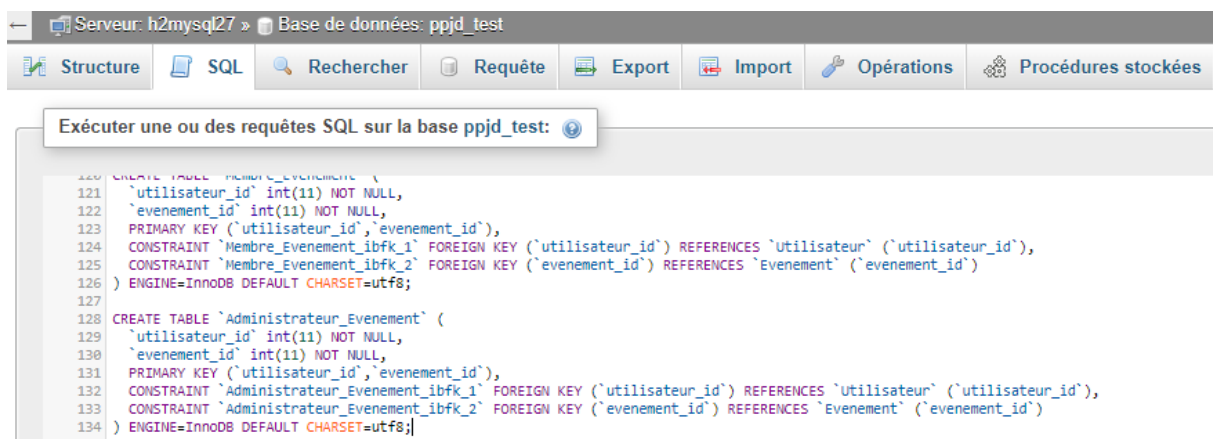 ← Serveur: h2mysql27 » Base de données: ppjd_test
Structure SQL Rechercher Requête Export Import Opérations Procédures stockées
Exécuter une ou des requêtes SQL sur la base ppjd_test:
120 CREATE TABLE `Membre_Evenement` (
121 `utilisateur_id` int(11) NOT NULL,
122 `evenement_id` int(11) NOT NULL,
123 PRIMARY KEY (`utilisateur_id`,`evenement_id`),
124 CONSTRAINT `Membre_Evenement_ibfk_1` FOREIGN KEY (`utilisateur_id`) REFERENCES `Utilisateur` (`utilisateur_id`),
125 CONSTRAINT `Membre_Evenement_ibfk_2` FOREIGN KEY (`evenement_id`) REFERENCES `Evenement` (`evenement_id`)
126 ) ENGINE=InnoDB DEFAULT CHARSET=utf8;
127
128 CREATE TABLE `Administrateur_Evenement` (
129 `utilisateur_id` int(11) NOT NULL,
130 `evenement_id` int(11) NOT NULL,
131 PRIMARY KEY (`utilisateur_id`,`evenement_id`),
132 CONSTRAINT `Administrateur_Evenement_ibfk_1` FOREIGN KEY (`utilisateur_id`) REFERENCES `Utilisateur` (`utilisateur_id`),
133 CONSTRAINT `Administrateur_Evenement_ibfk_2` FOREIGN KEY (`evenement_id`) REFERENCES `Evenement` (`evenement_id`)
134 ) ENGINE=InnoDB DEFAULT CHARSET=utf8;